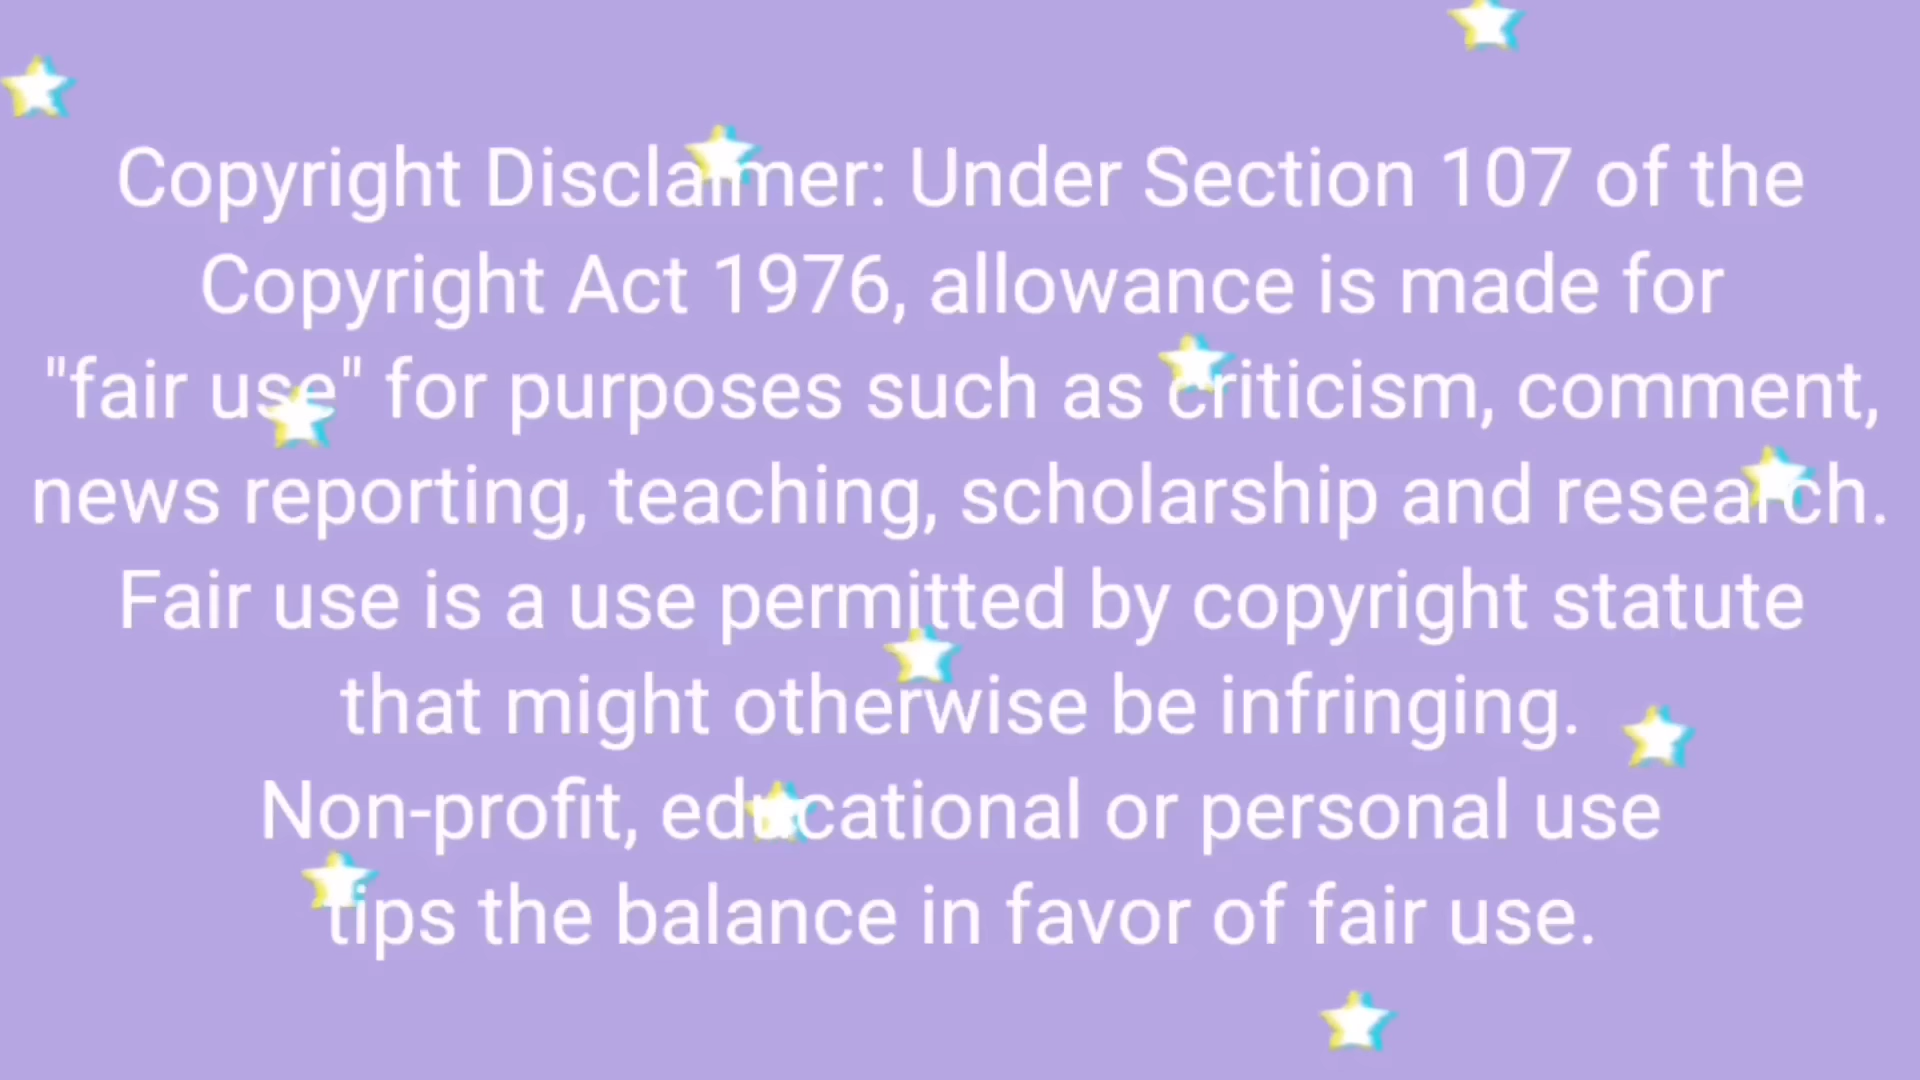 Copyright Disclaimer: Under Section 107 of the
Copyright Act 1976, allowance is made for
"fair use" for purposes such as criticism, comment,
news reporting, teaching, scholarship and research.
Fair use is a use permitted by copyright statute
that might otherwise be infringing.
Non-profit, educational or personal use
tips the balance in favor of fair use.